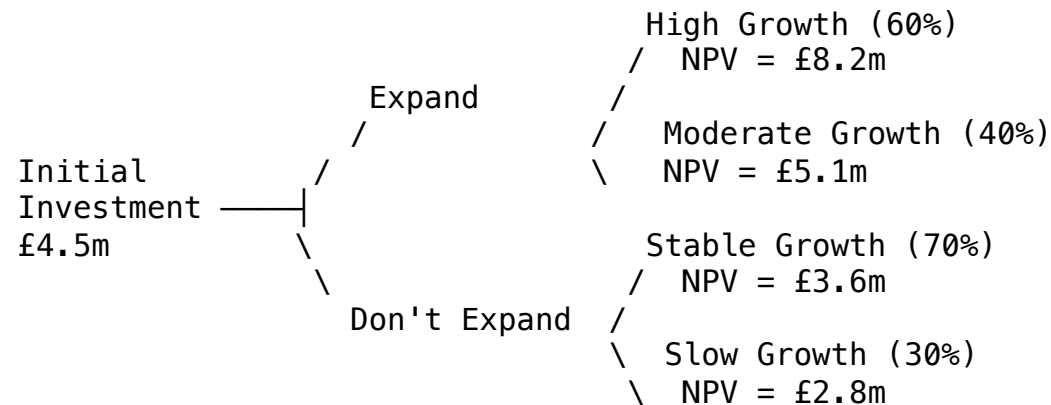 High Growth (60%)
NPV = £8.2m
Expand
Moderate Growth (40%)
NPV = £5.1m
Initial
Investment
£4.5m
Stable Growth (70%)
NPV = £3.6m
Don't Expand
Slow Growth (30%)
NPV = £2.8m